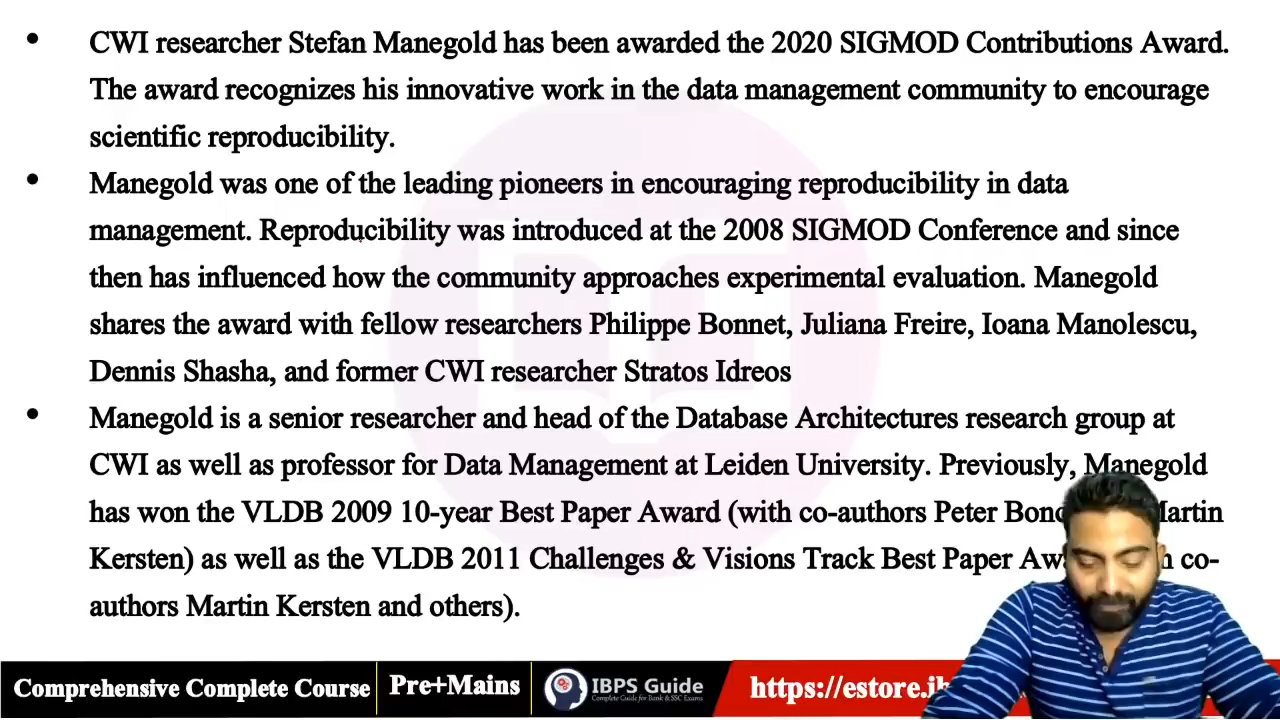 • CWI researcher Stefan Manegold has been awarded the 2020 SIGMOD Contributions Award.
The award recognizes his innovative work in the data management community to encourage
scientific reproducibility.
• Manegold was one of the leading pioneers in encouraging reproducibility in data
management. Reproducibility was introduced at the 2008 SIGMOD Conference and since
then has influenced how the community approaches experimental evaluation. Manegold
shares the award with fellow researchers Philippe Bonnet, Juliana Freire, Ioana Manolescu,
Dennis Shasha, and former CWI researcher Stratos Idreos
• Manegold is a senior researcher and head of the Database Architectures research group at
CWI as well as professor for Data Management at Leiden University. Previously, Manegold
has won the VLDB 2009 10-year Best Paper Award (with co-authors Peter
Kersten) as well as the VLDB 2011 Challenges & Visions Track Best Paper co-
authors Martin Kersten and others).
Comprehensive Complete Course Pre+Mains IBPS Guide https://estore.
Complete Guide for Bank & SSC Exams